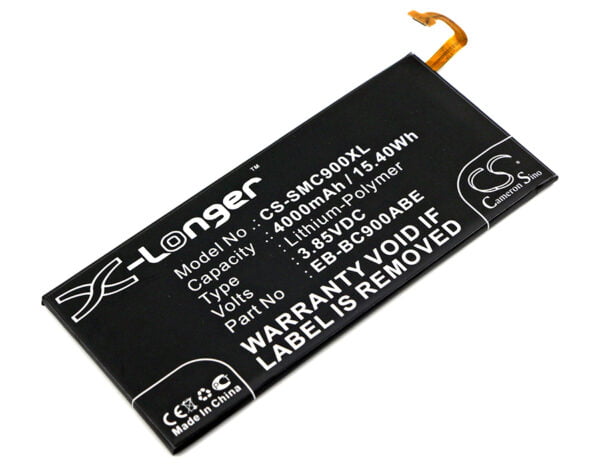 X-Longer™
Model No : CS-SMC900XL
Capacity : 4000mAh / 15.40Wh
Type : Lithium-Polymer
Volts : 3.85VDC
Part No : EB-BC900ABE
WARRANTY VOID IF
LABEL IS REMOVED
CS
Cameron Sino
CE
Made in China